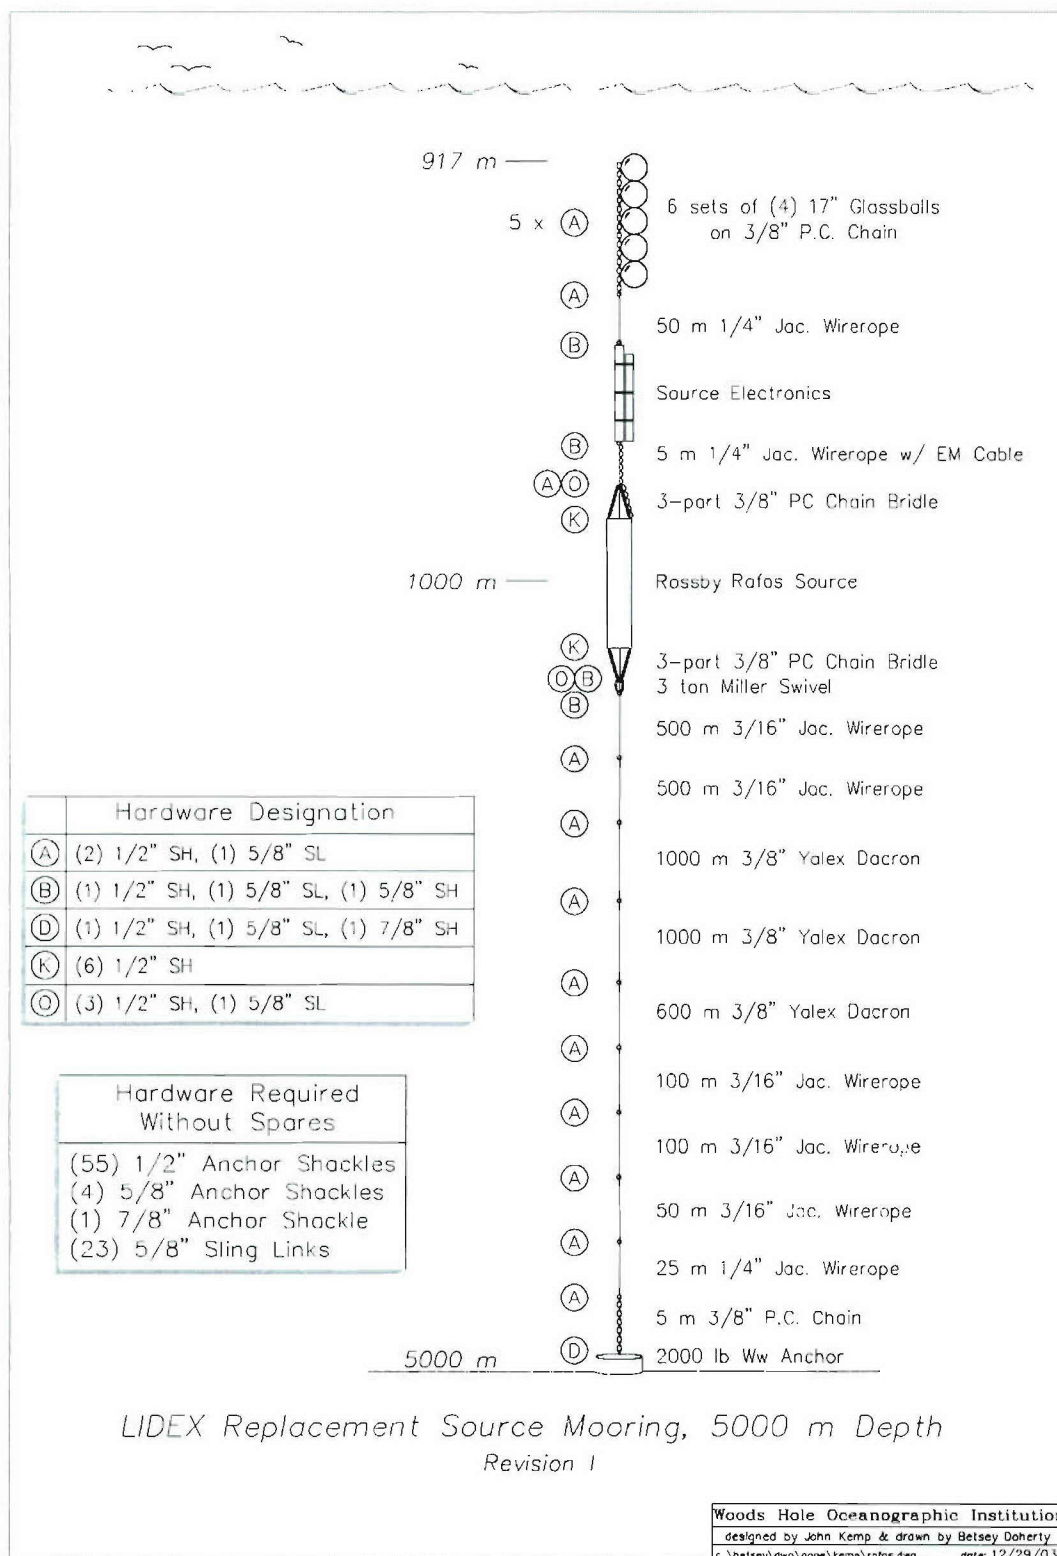 917 m
5 x (A)
6 sets of (4) 17" Glassballs
on 3/8" P.C. Chain
(A)
50 m 1/4" Jac. Wirerope
(B)
Source Electronics
(B)
5 m 1/4" Jac. Wirerope w/ EM Cable
(A)(O)
3-part 3/8" PC Chain Bridle
(K)
1000 m
Rossby Rafos Source
(K)
3-part 3/8" PC Chain Bridle
(O)(B)
3 ton Miller Swivel
(B)
500 m 3/16" Jac. Wirerope
(A)
500 m 3/16" Jac. Wirerope
(A)
1000 m 3/8" Yalex Dacron
(A)
1000 m 3/8" Yalex Dacron
(A)
600 m 3/8" Yalex Dacron
(A)
100 m 3/16" Jac. Wirerope
(A)
100 m 3/16" Jac. Wirerope
(A)
50 m 3/16" Jac. Wirerope
(A)
25 m 1/4" Jac. Wirerope
(A)
5 m 3/8" P.C. Chain
(D)
2000 lb Ww Anchor
5000 m
Hardware Designation
(A) (2) 1/2" SH, (1) 5/8" SL
(B) (1) 1/2" SH, (1) 5/8" SL, (1) 5/8" SH
(D) (1) 1/2" SH, (1) 5/8" SL, (1) 7/8" SH
(K) (6) 1/2" SH
(O) (3) 1/2" SH, (1) 5/8" SL
Hardware Required
Without Spares
(55) 1/2" Anchor Shackles
(4) 5/8" Anchor Shackles
(1) 7/8" Anchor Shackle
(23) 5/8" Sling Links
LIDEX Replacement Source Mooring, 5000 m Depth
Revision I
Woods Hole Oceanographic Institution
designed by John Kemp & drawn by Betsey Doherty
date: 12/29/03